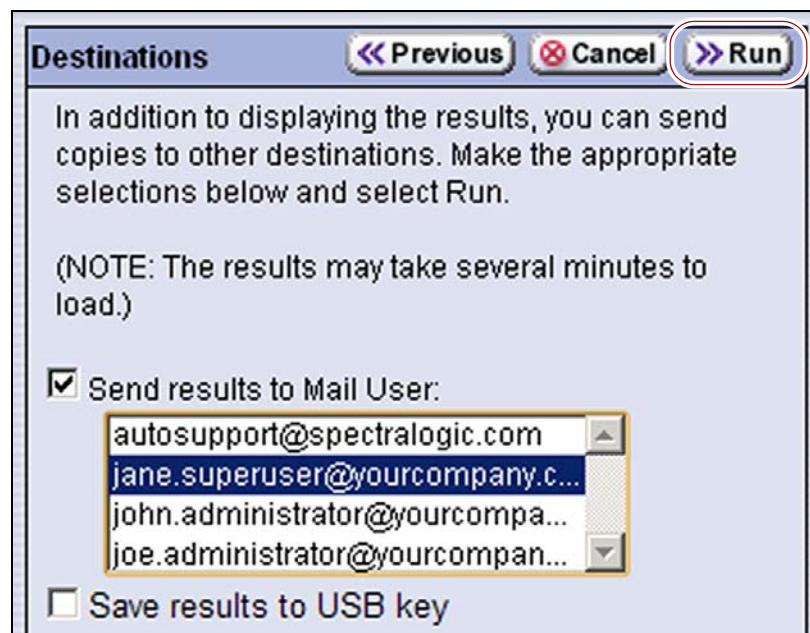 Destinations
Previous
Cancel
Run
In addition to displaying the results, you can send
copies to other destinations. Make the appropriate
selections below and select Run.
(NOTE: The results may take several minutes to
load.)
Send results to Mail User:
autosupport@spectralogic.com
jane.superuser@yourcompany.c...
john.administrator@yourcompa...
joe.administrator@yourcompan...
Save results to USB key